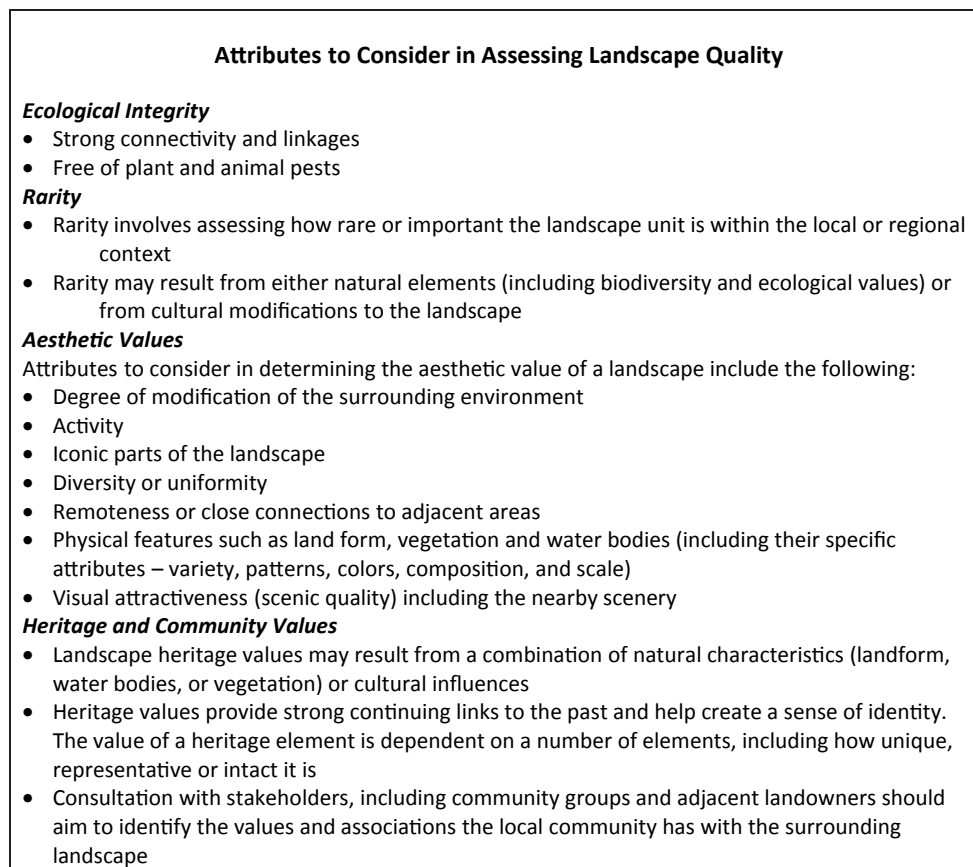 Attributes to Consider in Assessing Landscape Quality
Ecological Integrity
• Strong connectivity and linkages
• Free of plant and animal pests
Rarity
• Rarity involves assessing how rare or important the landscape unit is within the local or regional
context
• Rarity may result from either natural elements (including biodiversity and ecological values) or
from cultural modifications to the landscape
Aesthetic Values
Attributes to consider in determining the aesthetic value of a landscape include the following:
• Degree of modification of the surrounding environment
• Activity
• Iconic parts of the landscape
• Diversity or uniformity
• Remoteness or close connections to adjacent areas
• Physical features such as land form, vegetation and water bodies (including their specific
attributes – variety, patterns, colors, composition, and scale)
• Visual attractiveness (scenic quality) including the nearby scenery
Heritage and Community Values
• Landscape heritage values may result from a combination of natural characteristics (landform,
water bodies, or vegetation) or cultural influences
• Heritage values provide strong continuing links to the past and help create a sense of identity.
The value of a heritage element is dependent on a number of elements, including how unique,
representative or intact it is
• Consultation with stakeholders, including community groups and adjacent landowners should
aim to identify the values and associations the local community has with the surrounding
landscape